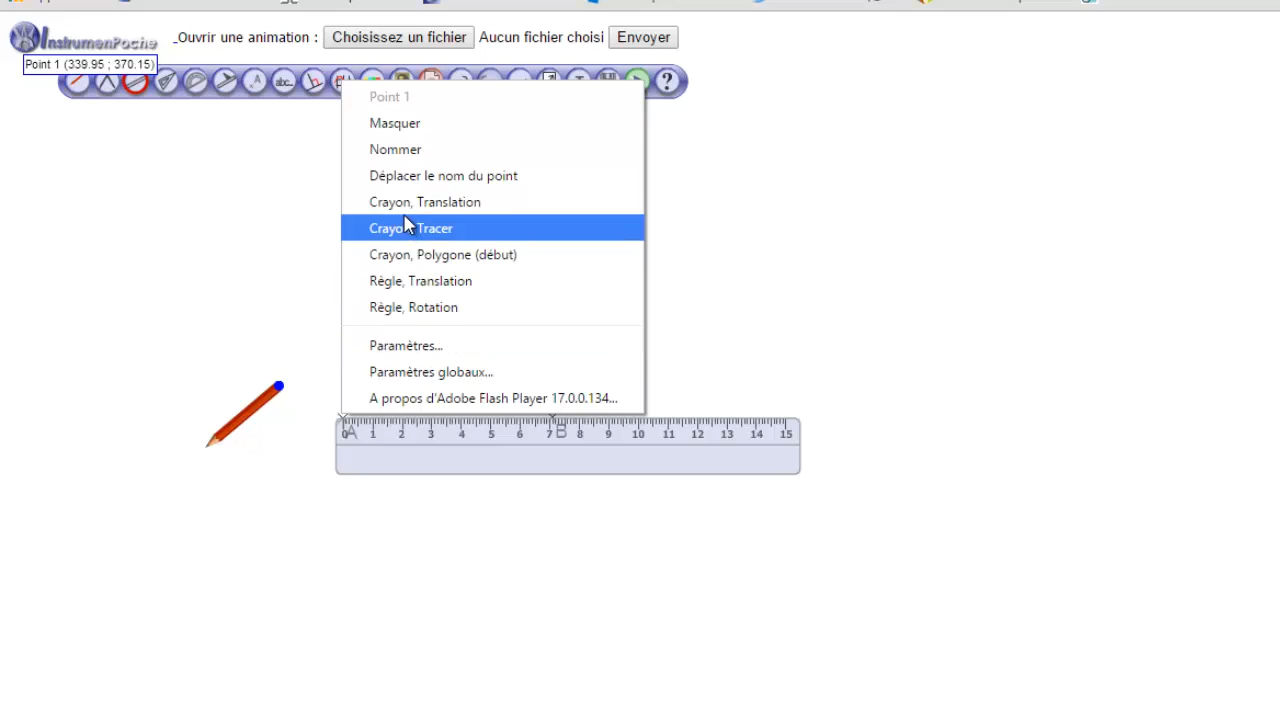 InstrumenPoche
_Ouvrir une animation : Choisissez un fichier Aucun fichier choisi Envoyer
Point 1 (339.95 ; 370.15)
A abc.. ?
Point 1
Masquer
Nommer
Déplacer le nom du point
Crayon, Translation
Crayon, Tracer
Crayon, Polygone (début)
Règle, Translation
Règle, Rotation
Paramètres...
Paramètres globaux...
A propos d'Adobe Flash Player 17.0.0.134...
A B
0 1 2 3 4 5 6 7 8 9 10 11 12 13 14 15